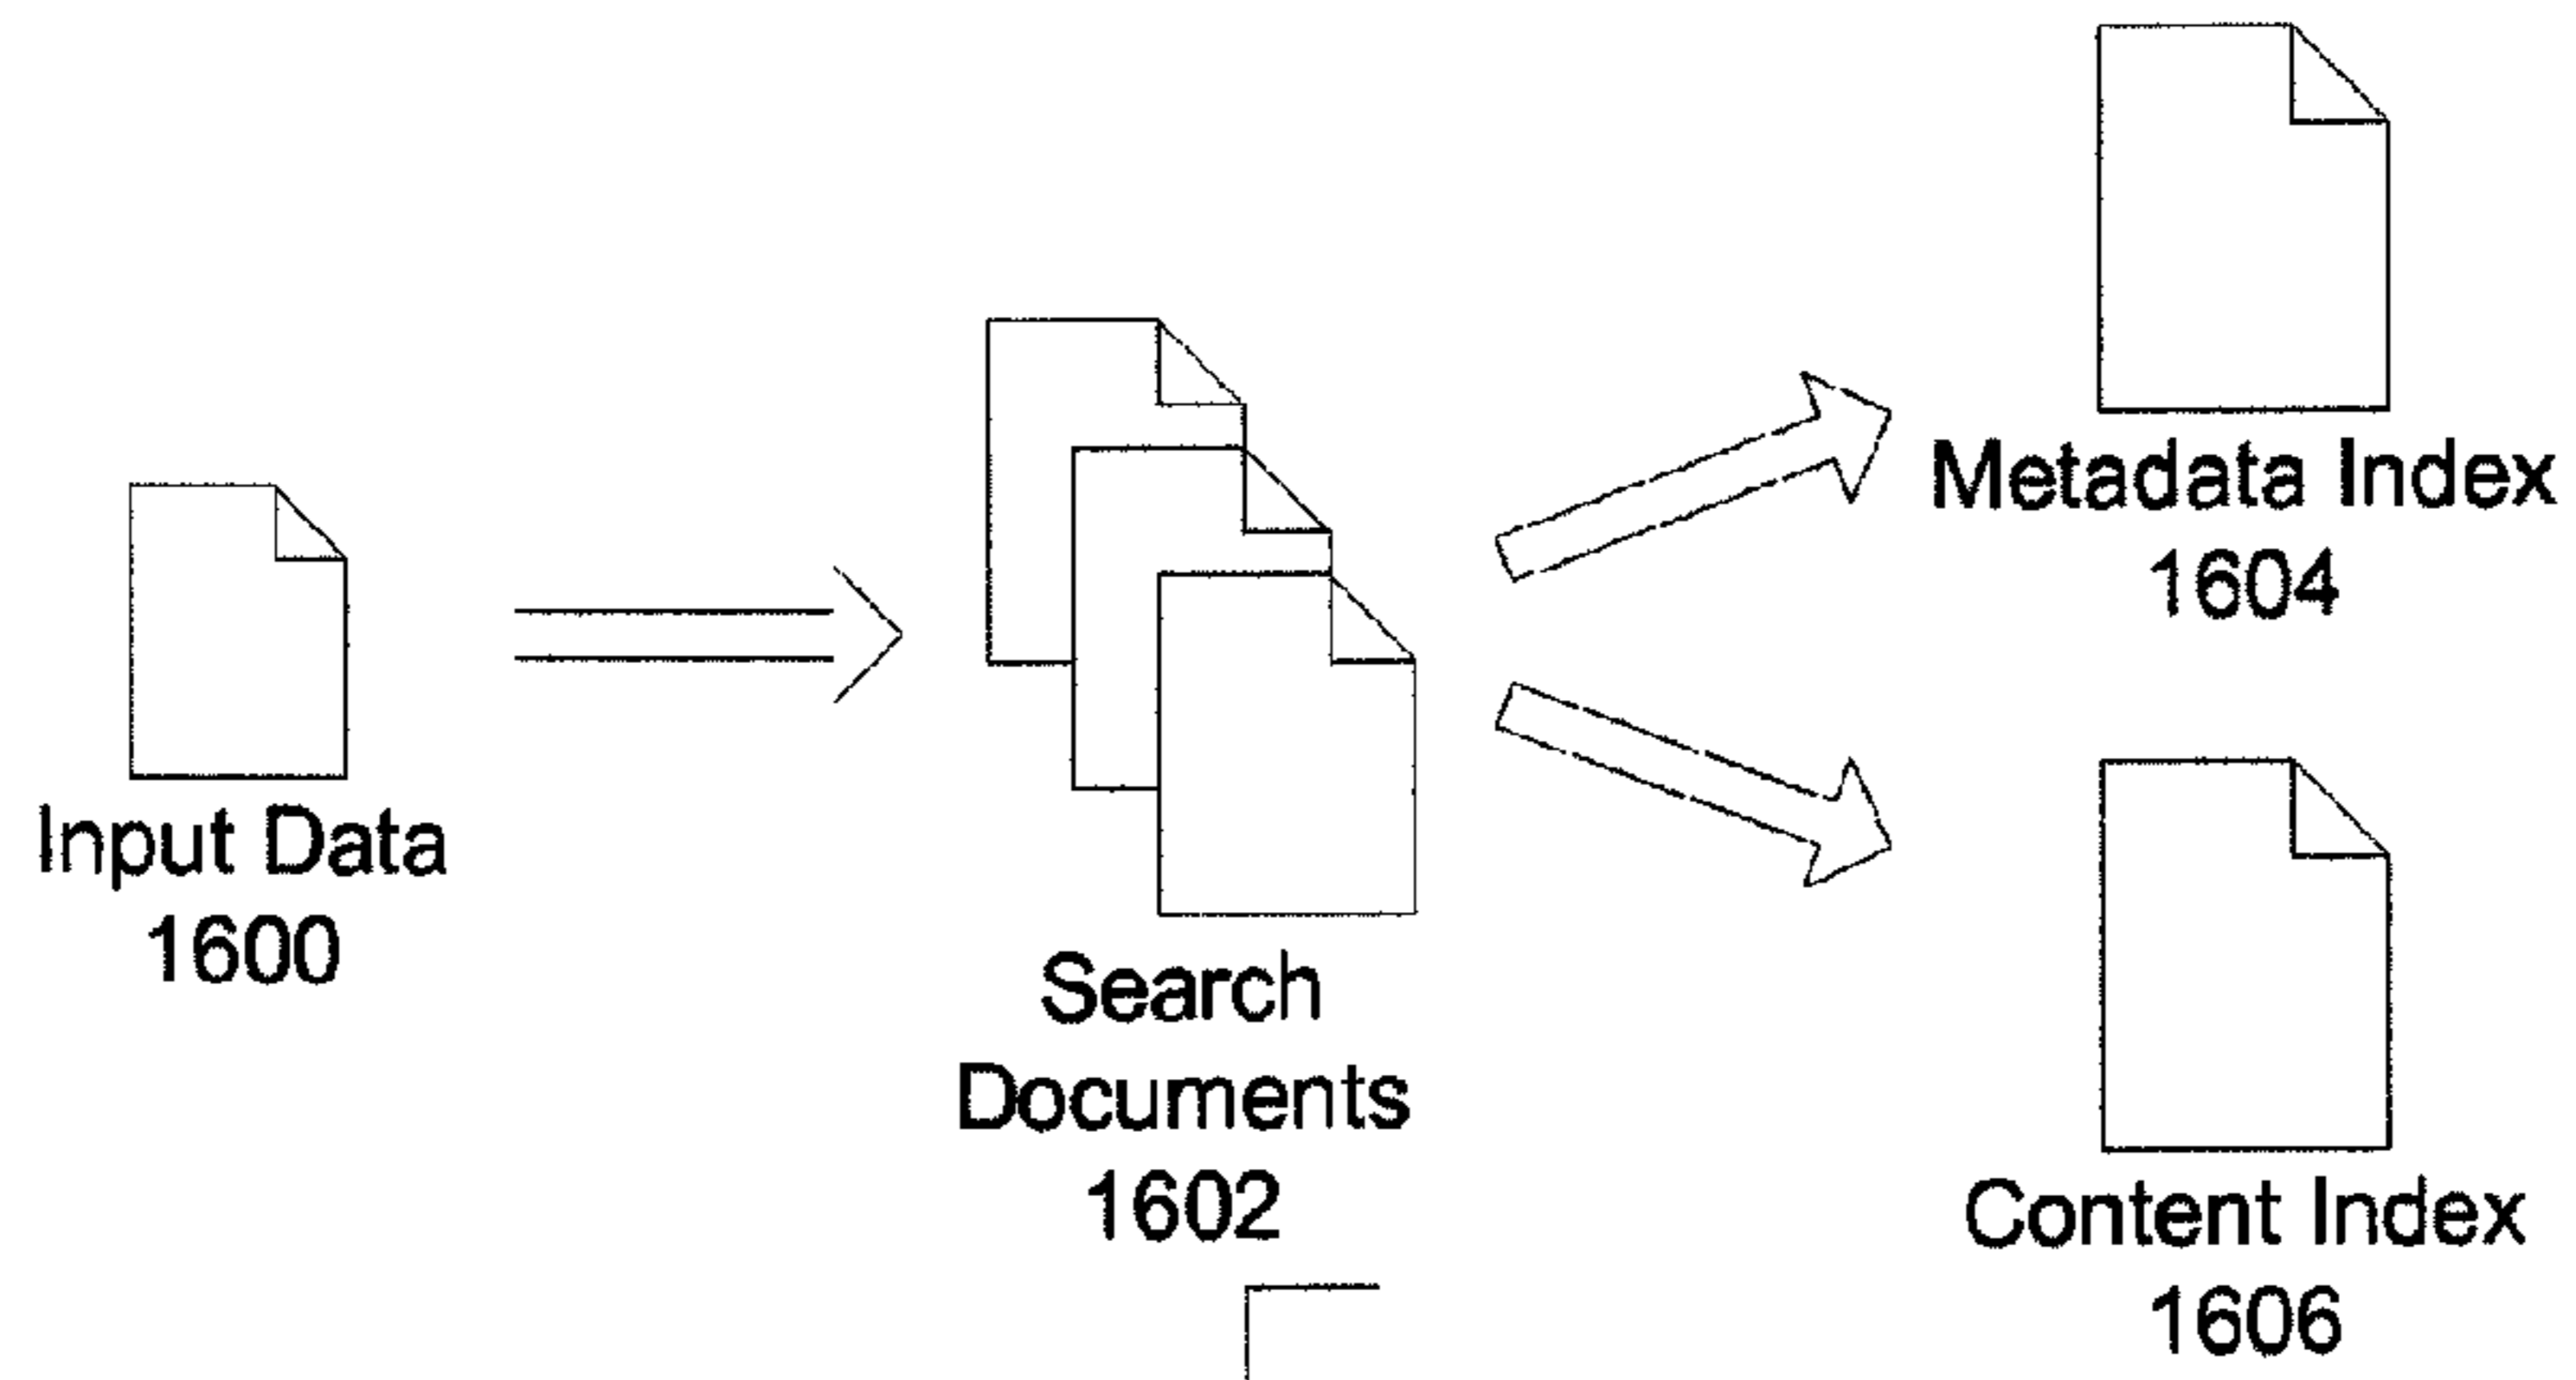 Input Data
1600
Search
Documents
1602
Metadata Index
1604
Content Index
1606